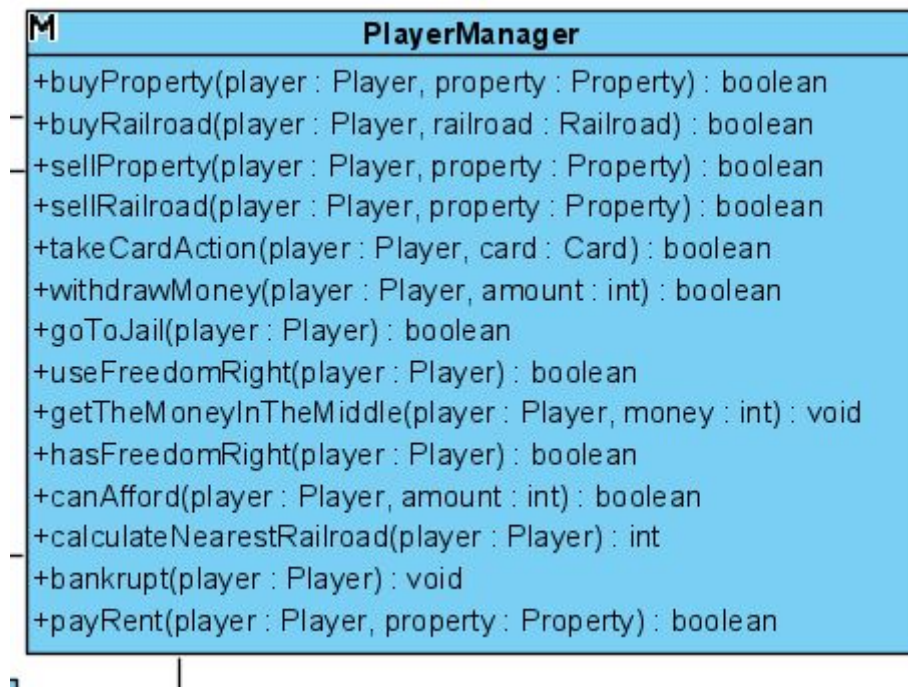 M
PlayerManager
+buyProperty(player : Player, property : Property) : boolean
+buyRailroad(player : Player, railroad : Railroad) : boolean
+sellProperty(player : Player, property : Property) : boolean
+sellRailroad(player : Player, property : Property) : boolean
+takeCardAction(player : Player, card : Card) : boolean
+withdrawMoney(player : Player, amount : int) : boolean
+goToJail(player : Player) : boolean
+useFreedomRight(player : Player) : boolean
+getTheMoneyInTheMiddle(player : Player, money : int) : void
+hasFreedomRight(player : Player) : boolean
+canAfford(player : Player, amount : int) : boolean
+calculateNearestRailroad(player : Player) : int
+bankrupt(player : Player) : void
+payRent(player : Player, property : Property) : boolean